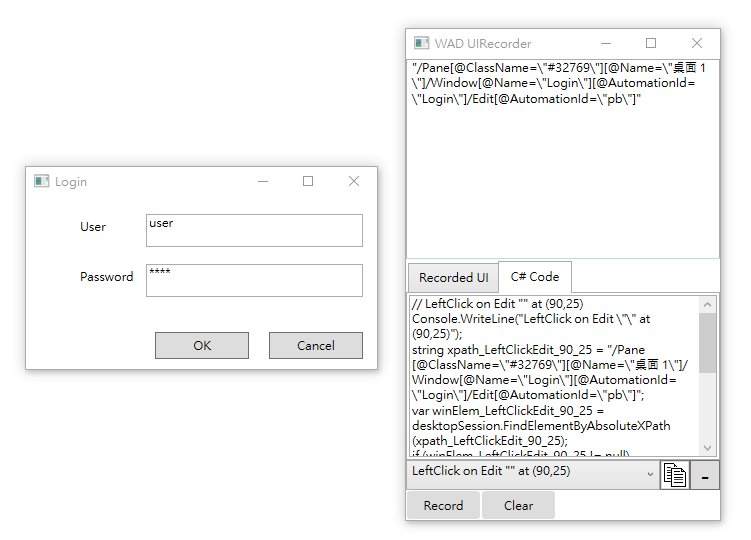 Login
User
user
Password
****
OK
Cancel
WAD UIRecorder
"/Pane[@ClassName=\"#32769\"][@Name=\"桌面 1
\"]/Window[@Name=\"Login\"][@AutomationId=
\"Login\"]/Edit[@AutomationId=\"pb\"]"
Recorded UI
C# Code
// LeftClick on Edit "" at (90,25)
Console.WriteLine("LeftClick on Edit \"\" at
(90,25)");
string xpath_LeftClickEdit_90_25 = "/Pane
[@ClassName=\"#32769\"][@Name=\"桌面 1\"]/
Window[@Name=\"Login\"][@AutomationId=
\"Login\"]/Edit[@AutomationId=\"pb\"]";
var winElem_LeftClickEdit_90_25 =
desktopSession.FindElementByAbsoluteXPath
(xpath_LeftClickEdit_90_25);
if (winElem_LeftClickEdit_90_25 != null)
LeftClick on Edit "" at (90,25)
-
Record
Clear